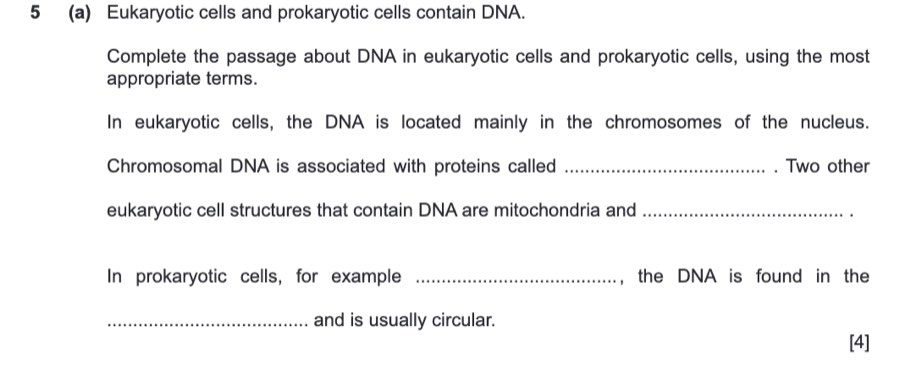 5 (a) Eukaryotic cells and prokaryotic cells contain DNA.
Complete the passage about DNA in eukaryotic cells and prokaryotic cells, using the most
appropriate terms.
In eukaryotic cells, the DNA is located mainly in the chromosomes of the nucleus.
Chromosomal DNA is associated with proteins called ........................................ . Two other
eukaryotic cell structures that contain DNA are mitochondria and ........................................ .
In prokaryotic cells, for example ........................................, the DNA is found in the
........................................ and is usually circular.
[4]